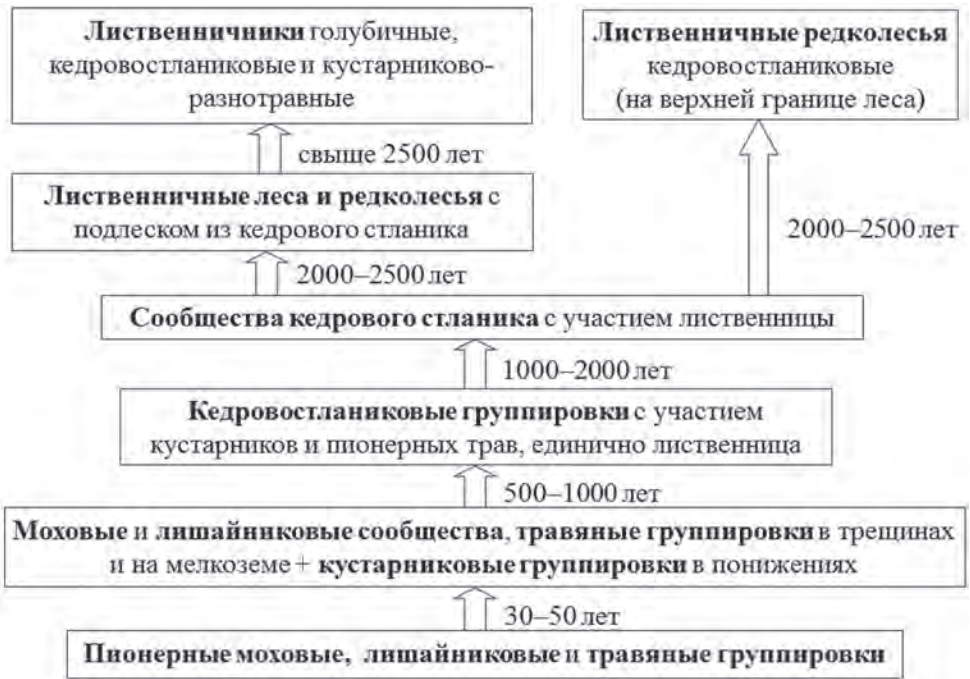 Лиственничники голубичные,
кедровостланиковые и кустарниково-
разнотравные
Лиственничные редколесья
кедровостланиковые
(на верхней границе леса)
свыше 2500 лет
Лиственничные леса и редколесья с
подлеском из кедрового стланика
2000–2500 лет
2000–2500 лет
Сообщества кедрового стланика с участием лиственницы
1000–2000 лет
Кедровостланиковые группировки с участием
кустарников и пионерных трав, единично лиственница
500–1000 лет
Моховые и лишайниковые сообщества, травяные группировки в трещинах
и на мелкоземе + кустарниковые группировки в понижениях
30–50 лет
Пионерные моховые, лишайниковые и травяные группировки